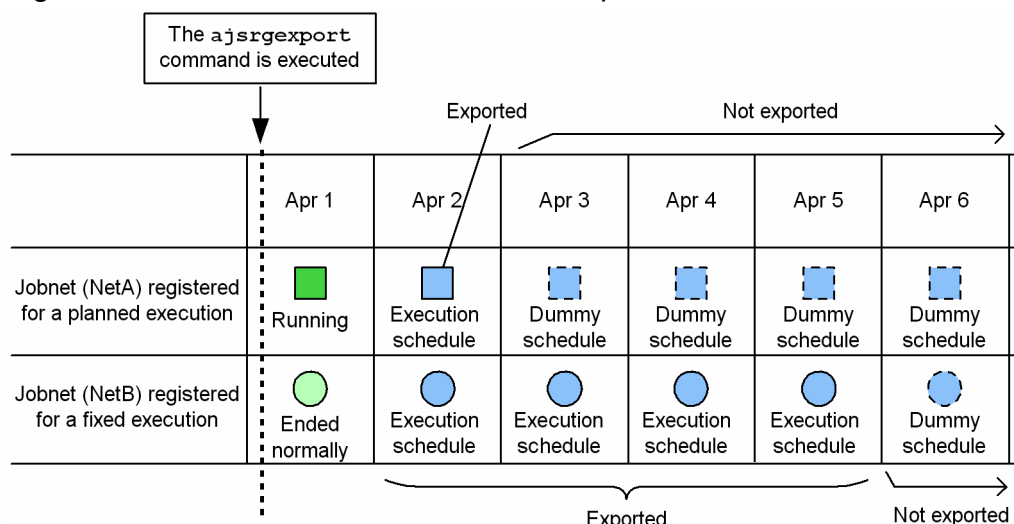 The ajsrgexport
command is executed
Exported
Not exported
Apr 1
Apr 2
Apr 3
Apr 4
Apr 5
Apr 6
Jobnet (NetA) registered
for a planned execution
Running
Execution
schedule
Dummy
schedule
Dummy
schedule
Dummy
schedule
Dummy
schedule
Jobnet (NetB) registered
for a fixed execution
Ended
normally
Execution
schedule
Execution
schedule
Execution
schedule
Execution
schedule
Dummy
schedule
Exported
Not exported